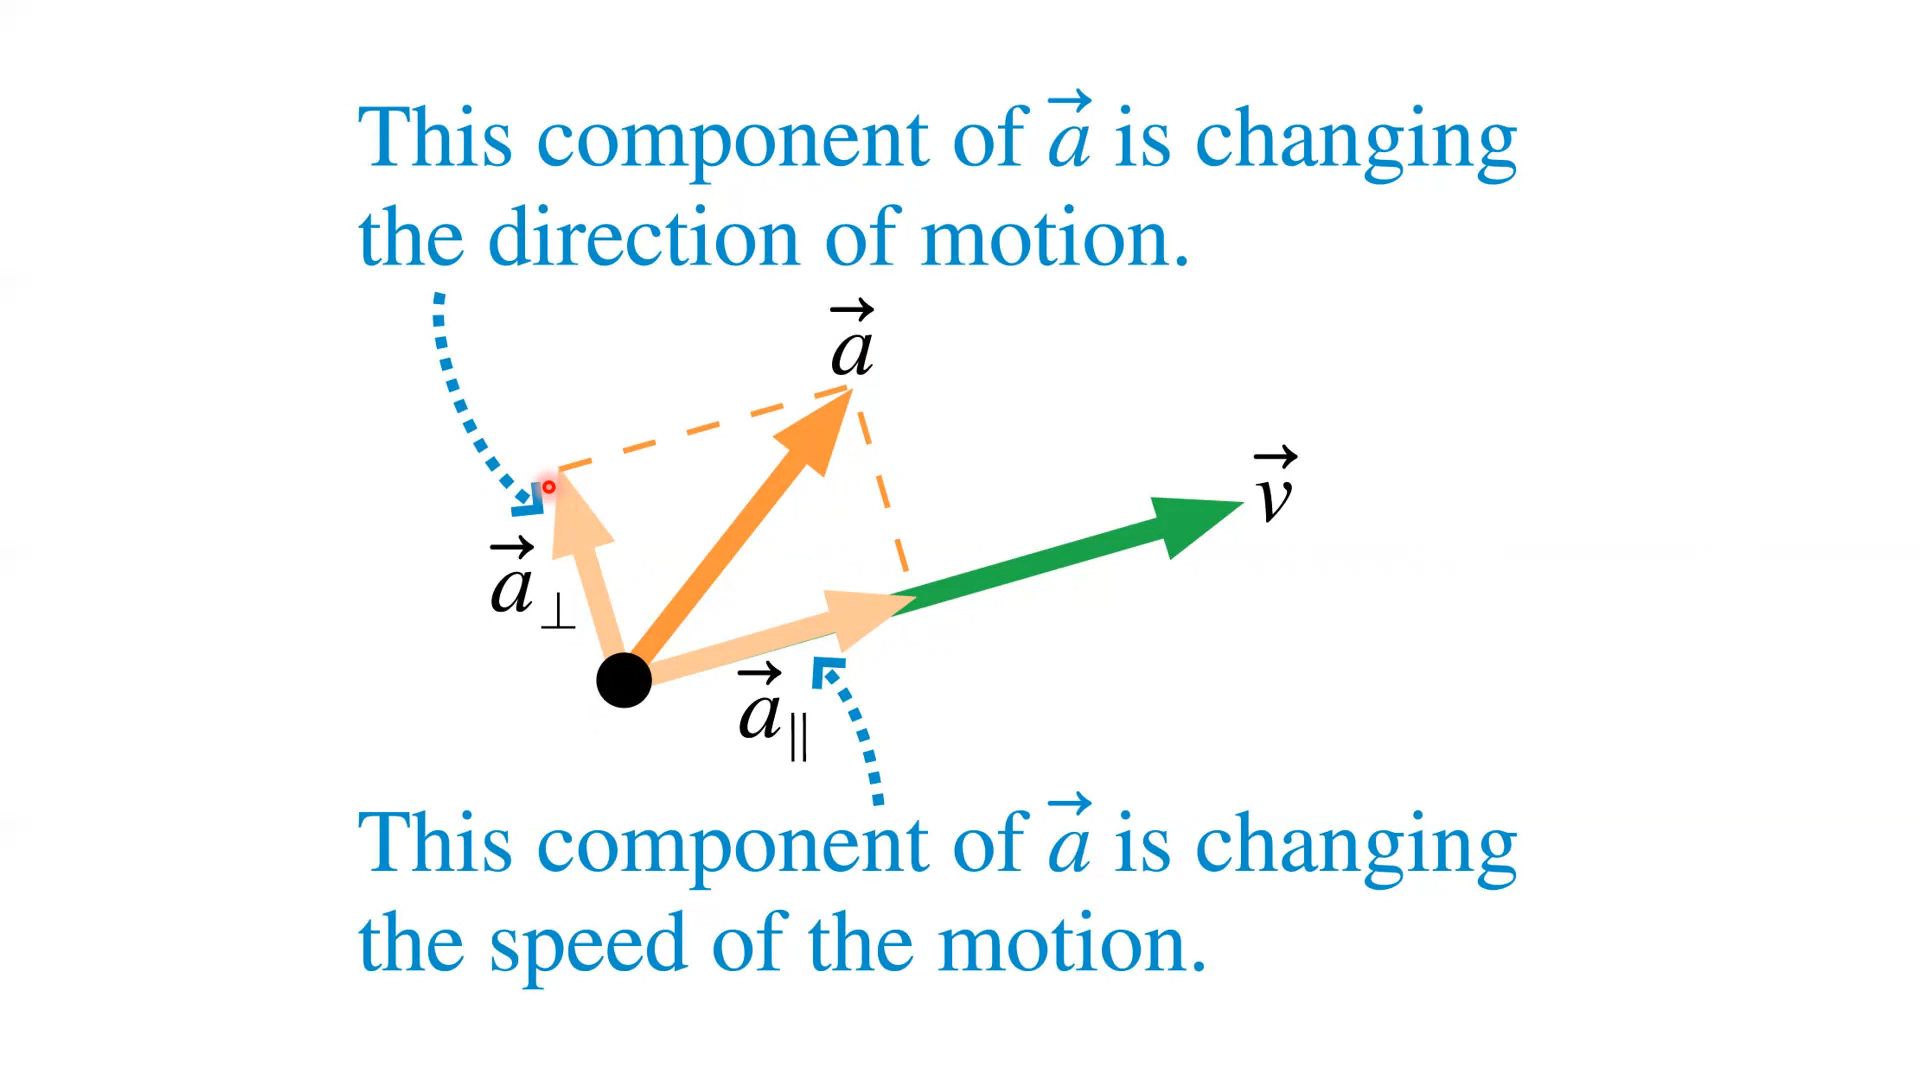 This component of a⃗ is changing
the direction of motion.
a⃗
v⃗
a⃗⊥
a⃗∥
This component of a⃗ is changing
the speed of the motion.